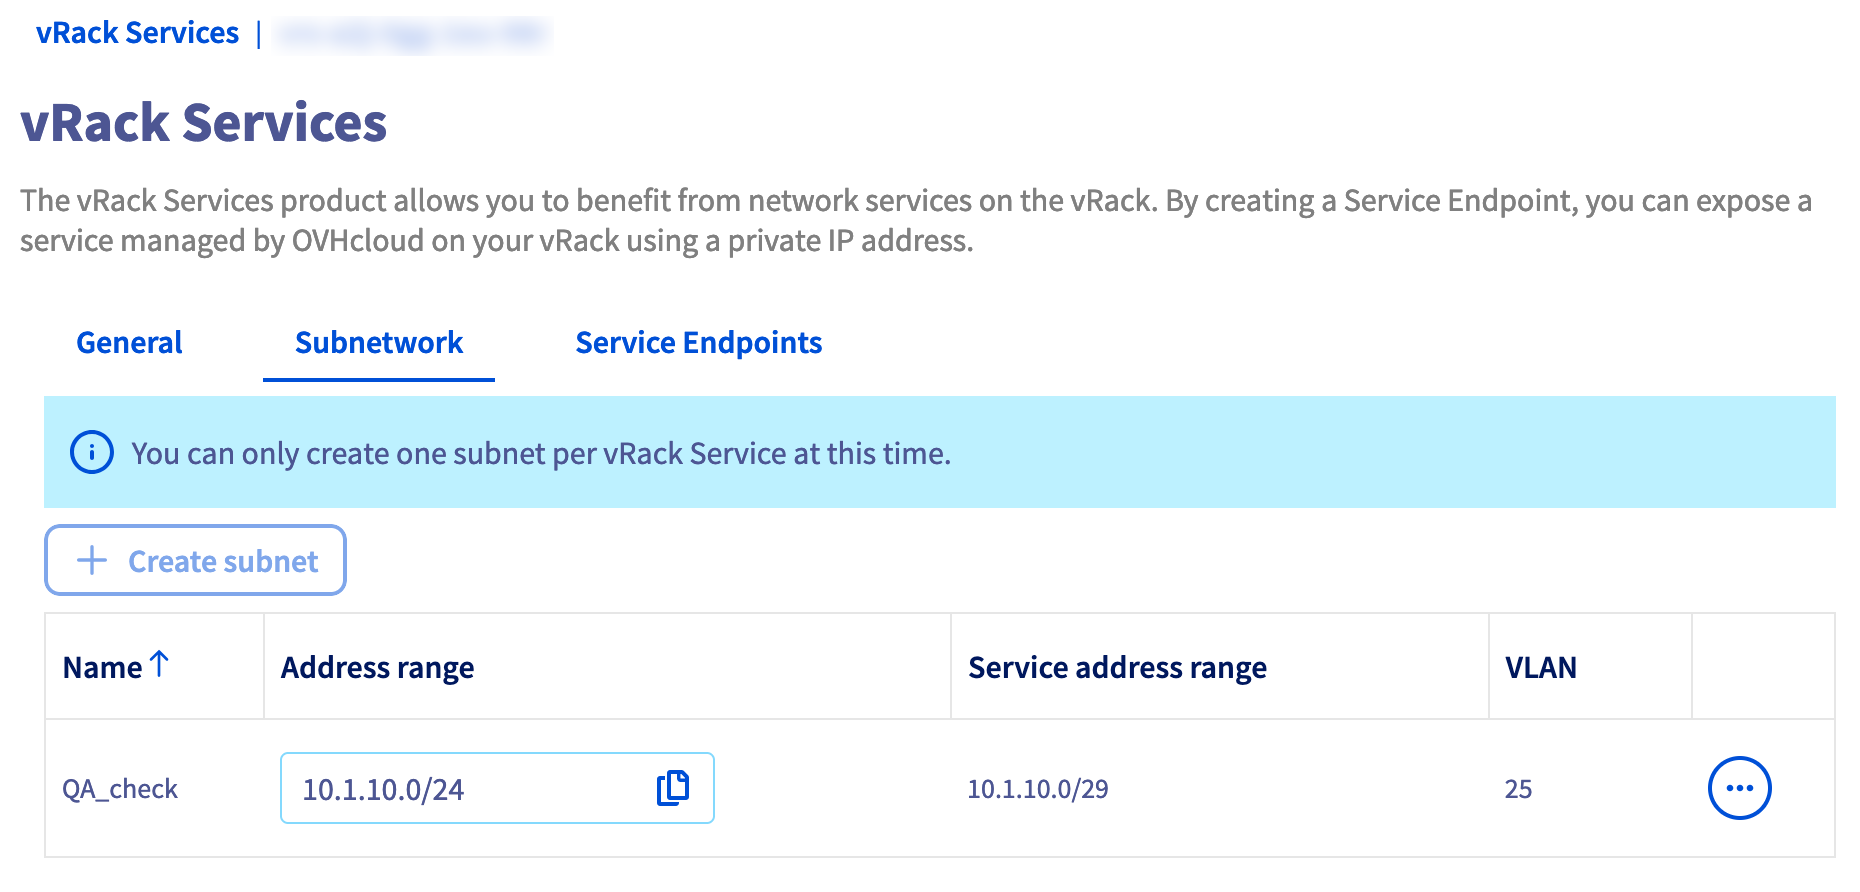 vRack Services |
vRack Services
The vRack Services product allows you to benefit from network services on the vRack. By creating a Service Endpoint, you can expose a
service managed by OVHcloud on your vRack using a private IP address.
General Subnetwork Service Endpoints
You can only create one subnet per vRack Service at this time.
Create subnet
Name Address range Service address range VLAN
QA_check 10.1.10.0/24 10.1.10.0/29 25